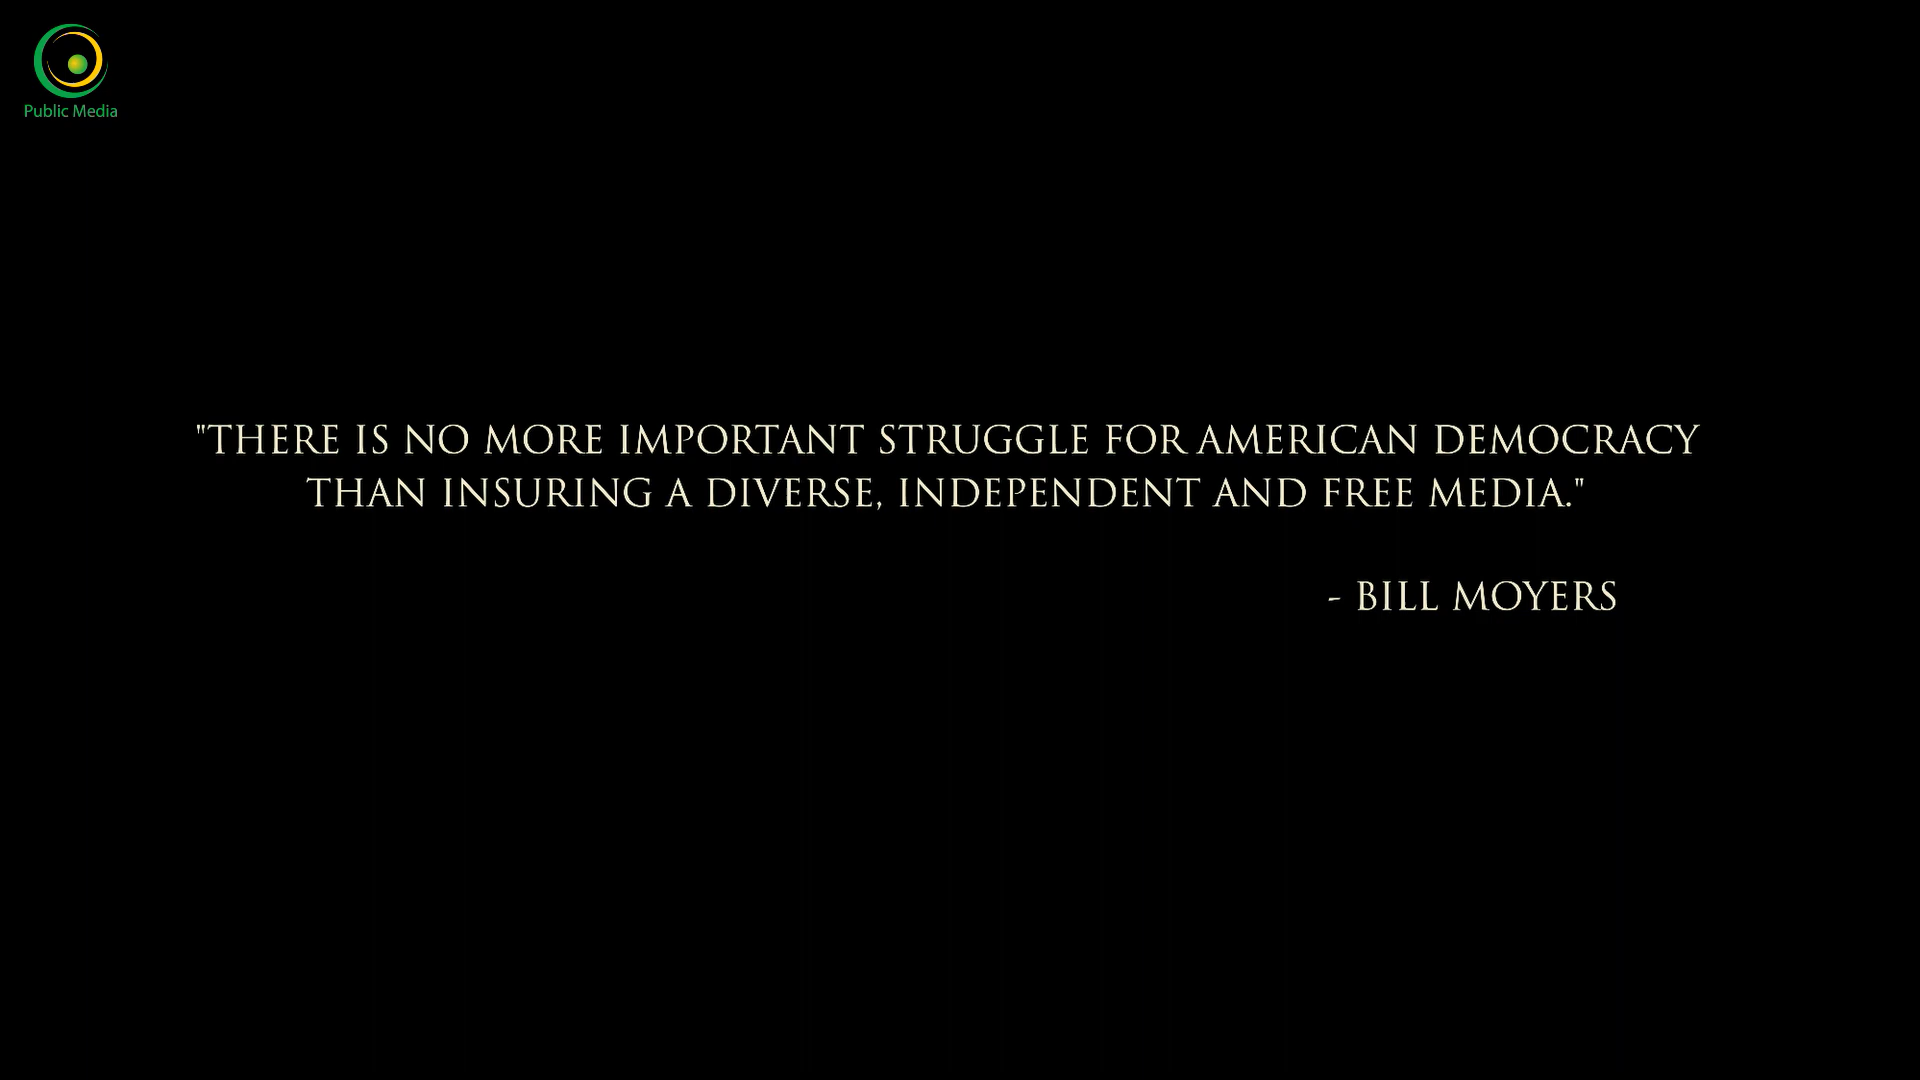 Public Media
"THERE IS NO MORE IMPORTANT STRUGGLE FOR AMERICAN DEMOCRACY
THAN INSURING A DIVERSE, INDEPENDENT AND FREE MEDIA."
- BILL MOYERS